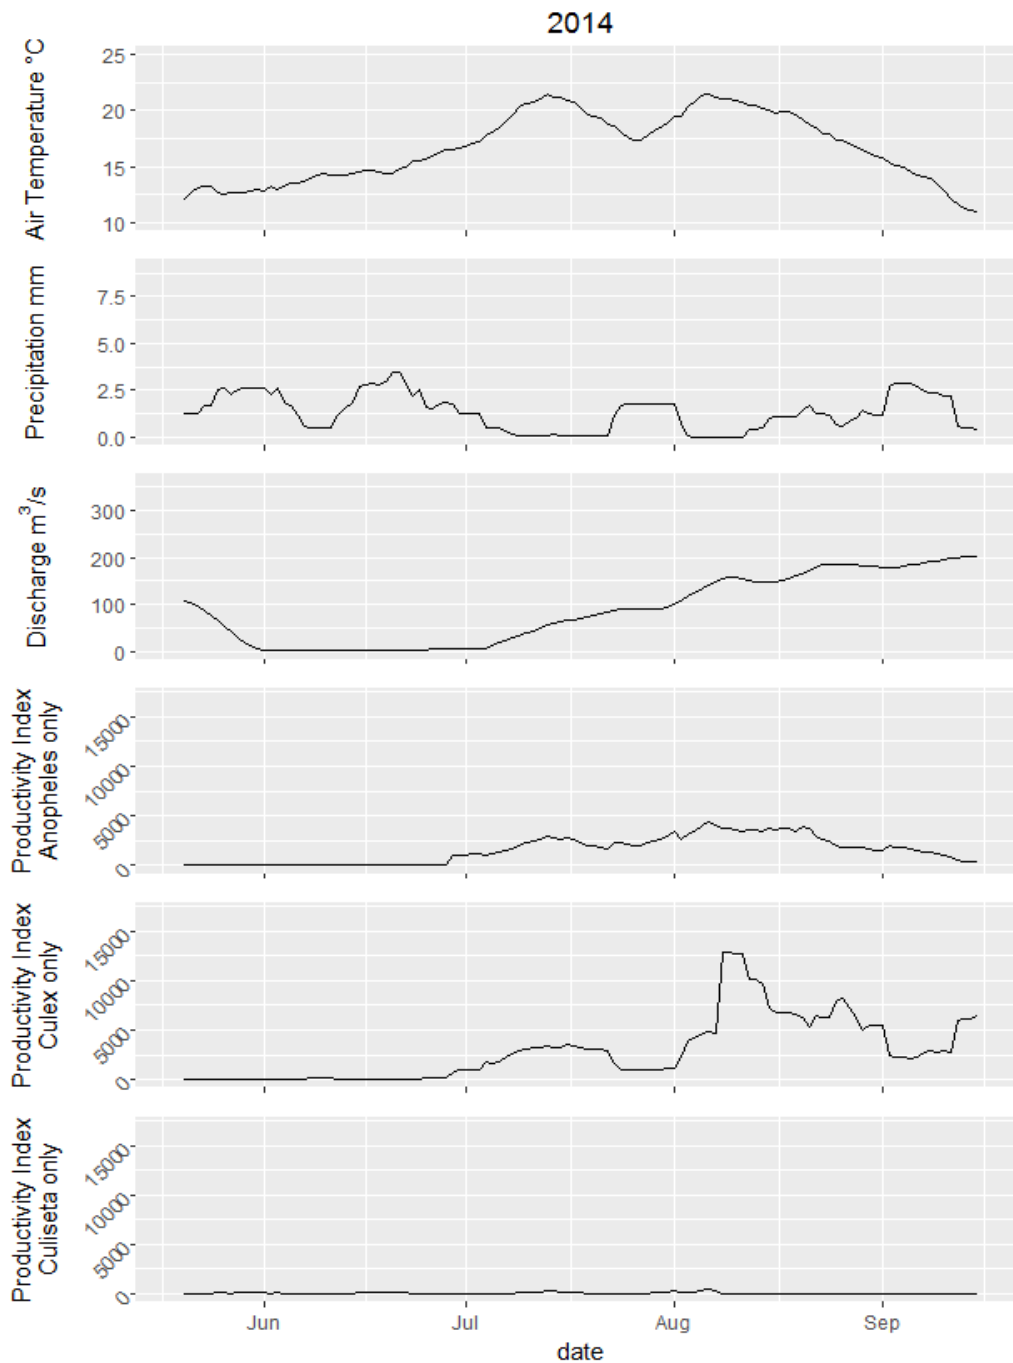 2014
Air Temperature °C
25
20
15
10
Precipitation mm
7.5
5.0
2.5
0.0
Discharge m³/s
300
200
100
0
Productivity Index
Anopheles only
15000
10000
5000
0
Productivity Index
Culex only
15000
10000
5000
0
Productivity Index
Culiseta only
15000
10000
5000
0
Jun Jul Aug Sep
date